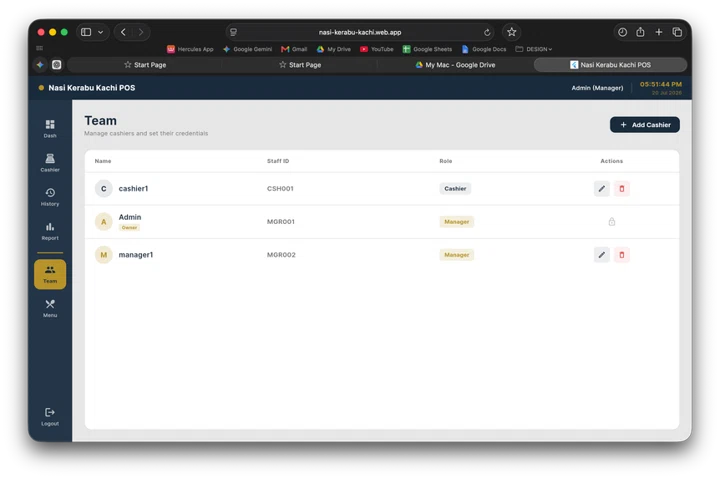 nasi-kerabu-kachi.web.app
Hercules App
Google Gemini
Gmail
My Drive
YouTube
Google Sheets
Google Docs
DESIGN
Start Page
Start Page
My Mac - Google Drive
Nasi Kerabu Kachi POS
Nasi Kerabu Kachi POS
Admin (Manager)
05:51:44 PM
20 Jul 2026
Dash
Cashier
History
Report
Team
Menu
Logout
Team
Manage cashiers and set their credentials
+ Add Cashier
Name
Staff ID
Role
Actions
C
cashier1
CSH001
Cashier
A
Admin
Owner
MGR001
Manager
M
manager1
MGR002
Manager